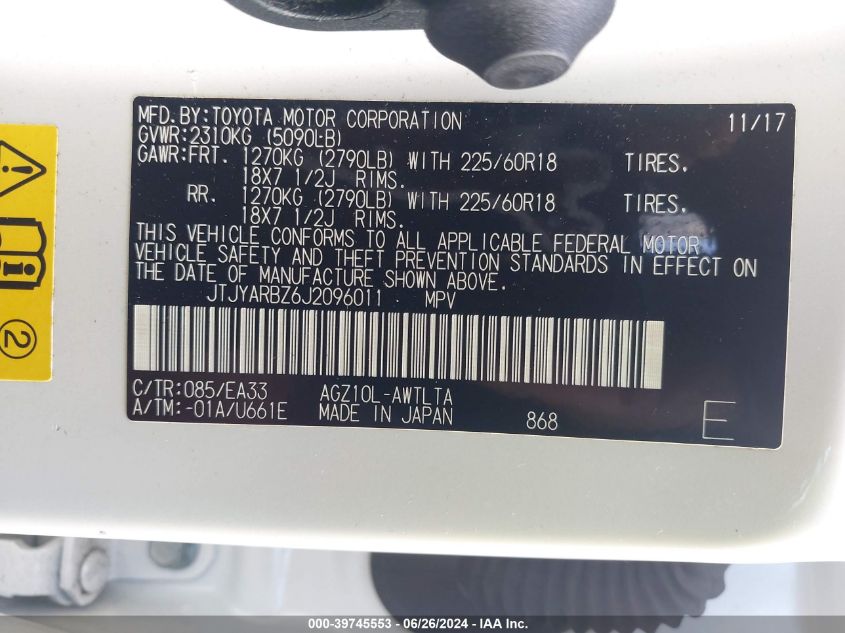 MFD. BY: TOYOTA MOTOR CORPORATION 11/17
GVWR: 2310KG (5090LB)
GAWR: FRT. 1270KG (2790LB) WITH 225/60R18 TIRES.
18X7 1/2J RIMS.
RR. 1270KG (2790LB) WITH 225/60R18 TIRES.
18X7 1/2J RIMS.
THIS VEHICLE CONFORMS TO ALL APPLICABLE FEDERAL MOTOR
VEHICLE SAFETY AND THEFT PREVENTION STANDARDS IN EFFECT ON
THE DATE OF MANUFACTURE SHOWN ABOVE.
JTJYARBZ6J2096011 MPV
C/TR: 085/EA33 AGZ10L-AWTLTA
A/TM: -01A/U661E MADE IN JAPAN 868 E
2
000-39745553 - 06/26/2024 - IAA Inc.